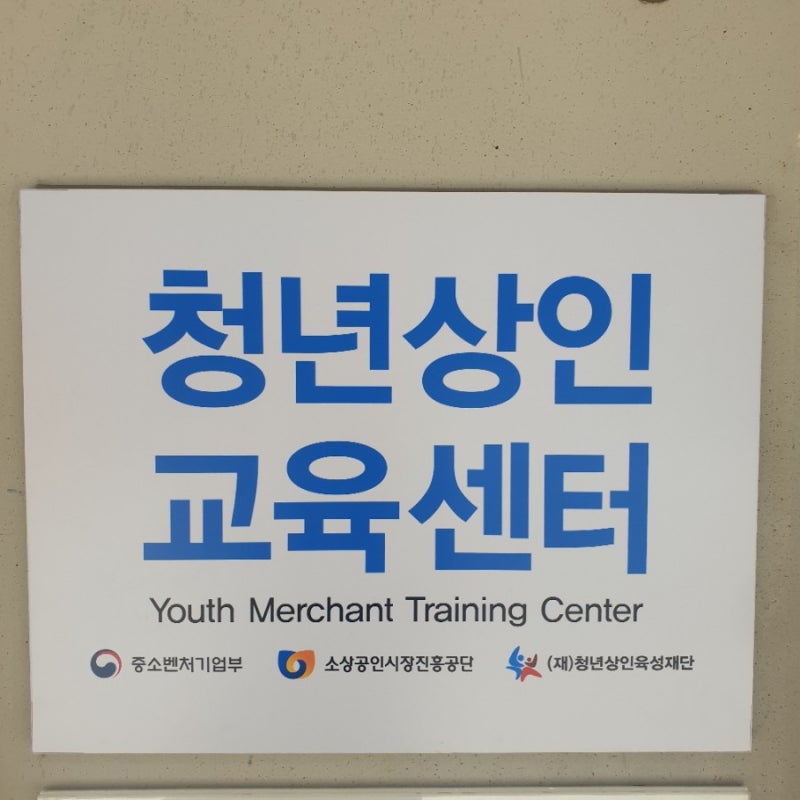 청년상인
교육센터
Youth Merchant Training Center
중소벤처기업부 소상공인시장진흥공단 (재)청년상인육성재단